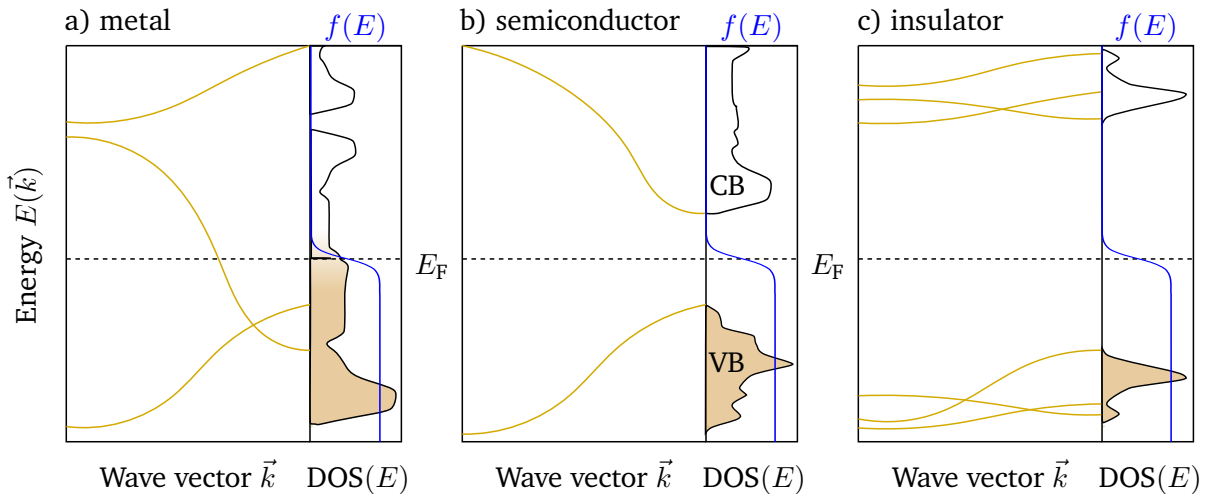 a) metal
f(E)
b) semiconductor
f(E)
c) insulator
f(E)
Energy E(k⃗)
CB
E_F
E_F
VB
Wave vector k⃗
DOS(E)
Wave vector k⃗
DOS(E)
Wave vector k⃗
DOS(E)